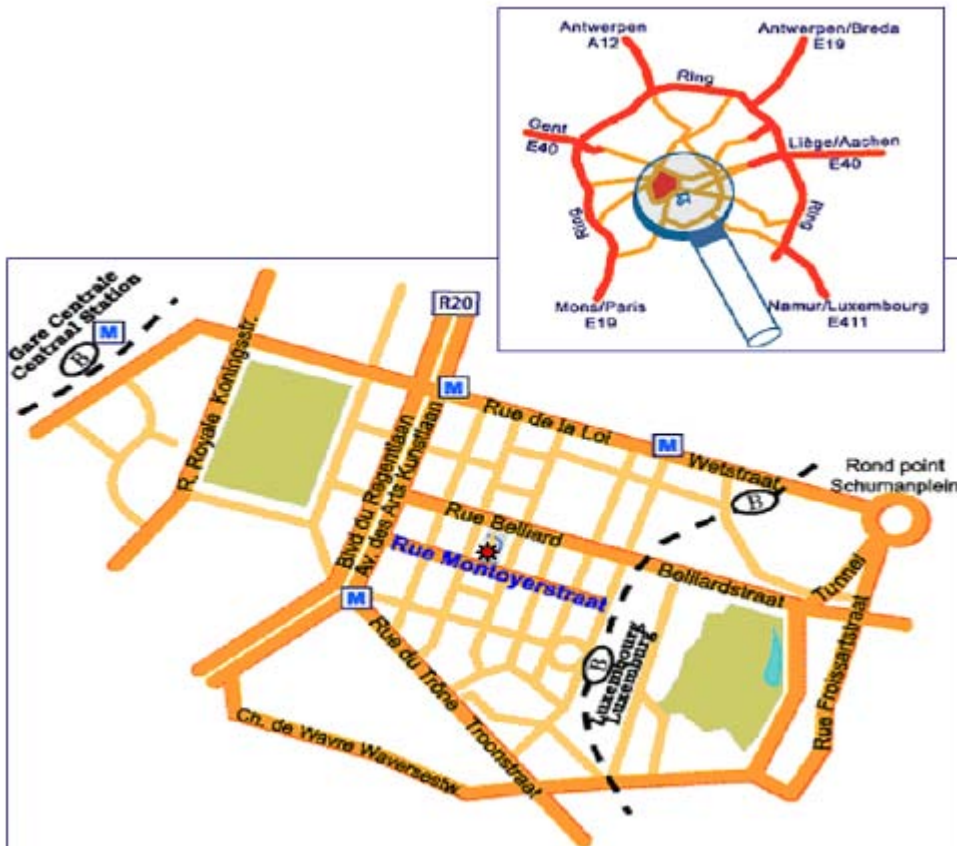 Antwerpen
A12
Antwerpen/Breda
E19
Ring
Gent
E40
Liège/Aachen
E40
Ring
Ring
Mons/Paris
E19
Namur/Luxembourg
E411
Gare Centrale
Centraal Station
B
M
R20
R. Royale Koningsstr.
M
Rue de la Loi
M
Wetstraat
Rond point
Schumanplein
B
Blvd du Regentlaan
Av. des Arts Kunstlaan
Rue Belliard
Rue Montoyerstraat
Belliardstraat
Tunnel
M
Luxembourg
Luxemburg
B
Rue du Trône Troonstraat
Rue Froissartstraat
Ch. de Wavre Waversestw.